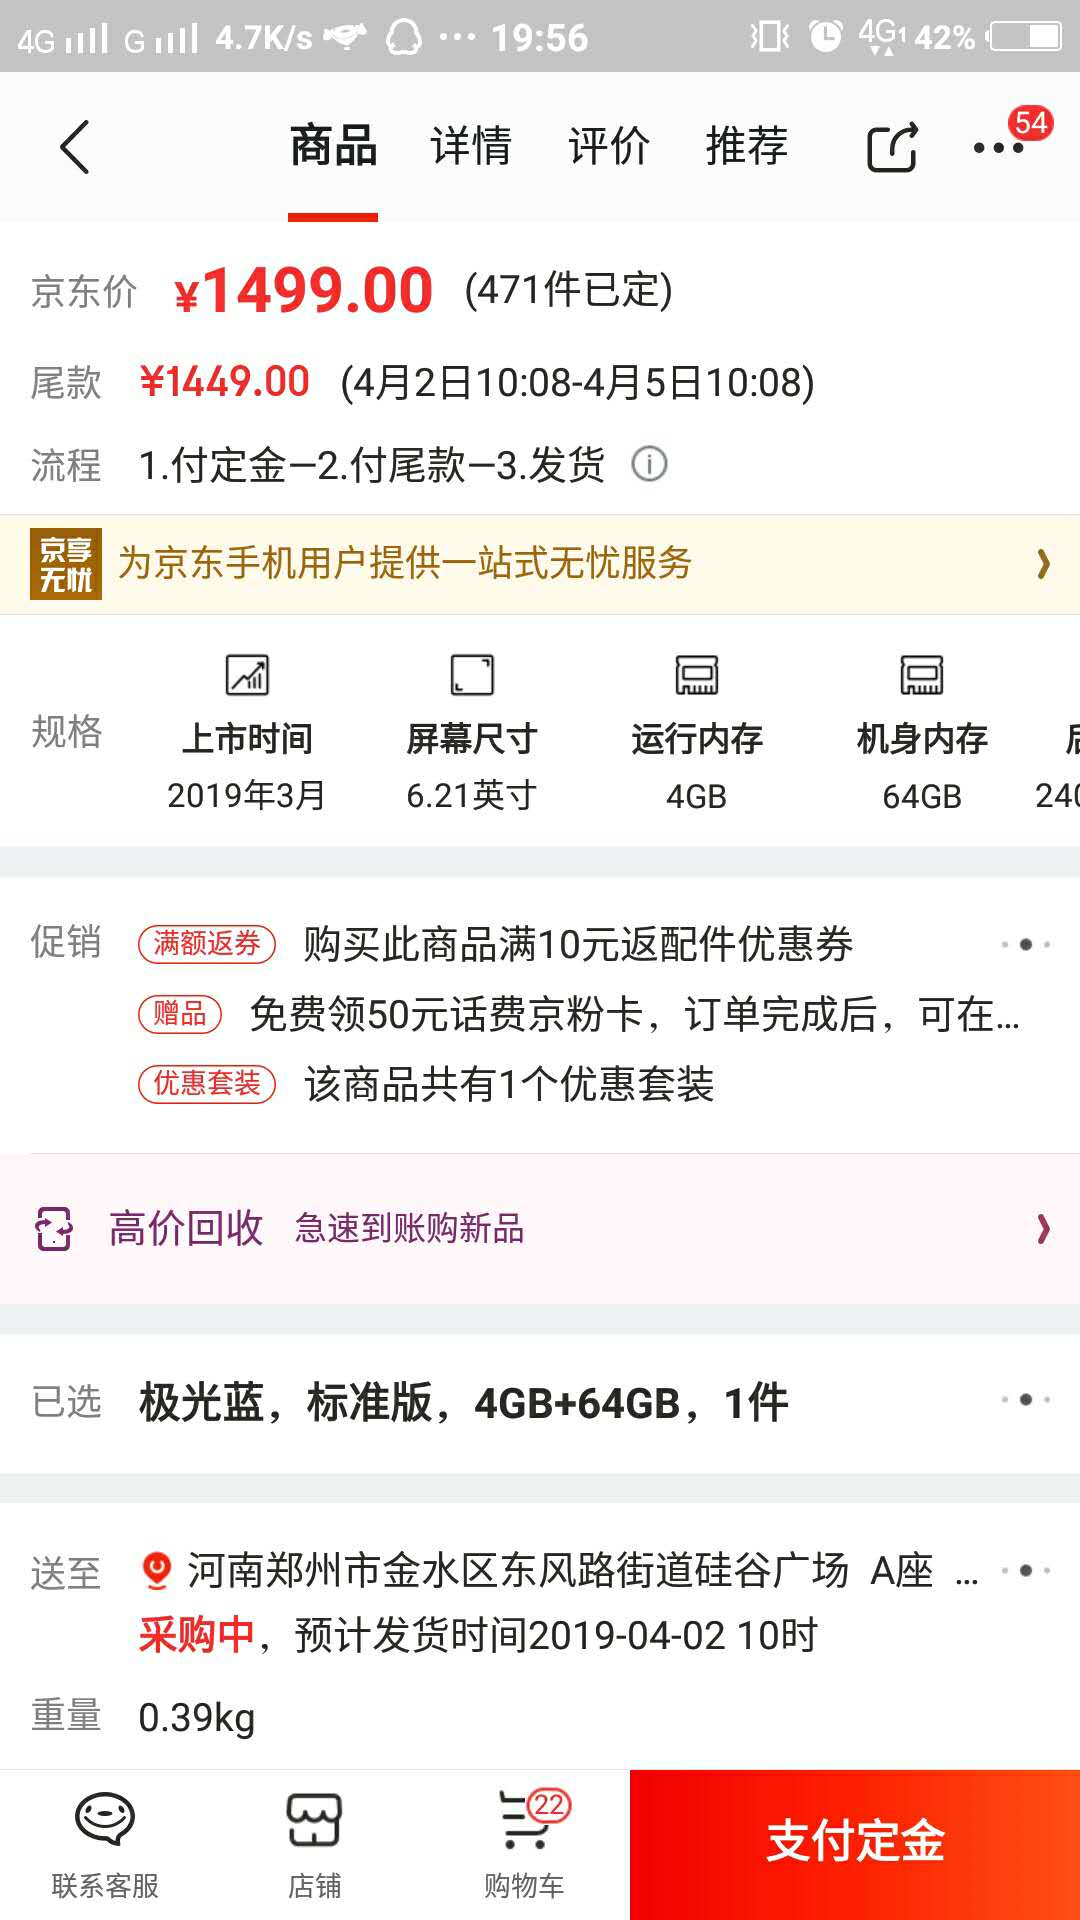 4G G 4.7K/s ··· 19:56 4G1 42%
商品 详情 评价 推荐 54
京东价 ¥1499.00 (471件已定)
尾款 ¥1449.00 (4月2日10:08-4月5日10:08)
流程 1.付定金—2.付尾款—3.发货
京享无忧 为京东手机用户提供一站式无忧服务
规格
上市时间 屏幕尺寸 运行内存 机身内存
2019年3月 6.21英寸 4GB 64GB 240
促销 满额返券 购买此商品满10元返配件优惠券
赠品 免费领50元话费京粉卡，订单完成后，可在...
优惠套装 该商品共有1个优惠套装
高价回收 急速到账购新品
已选 极光蓝，标准版，4GB+64GB，1件
送至 河南郑州市金水区东风路街道硅谷广场 A座 ...
采购中，预计发货时间2019-04-02 10时
重量 0.39kg
22
联系客服 店铺 购物车 支付定金